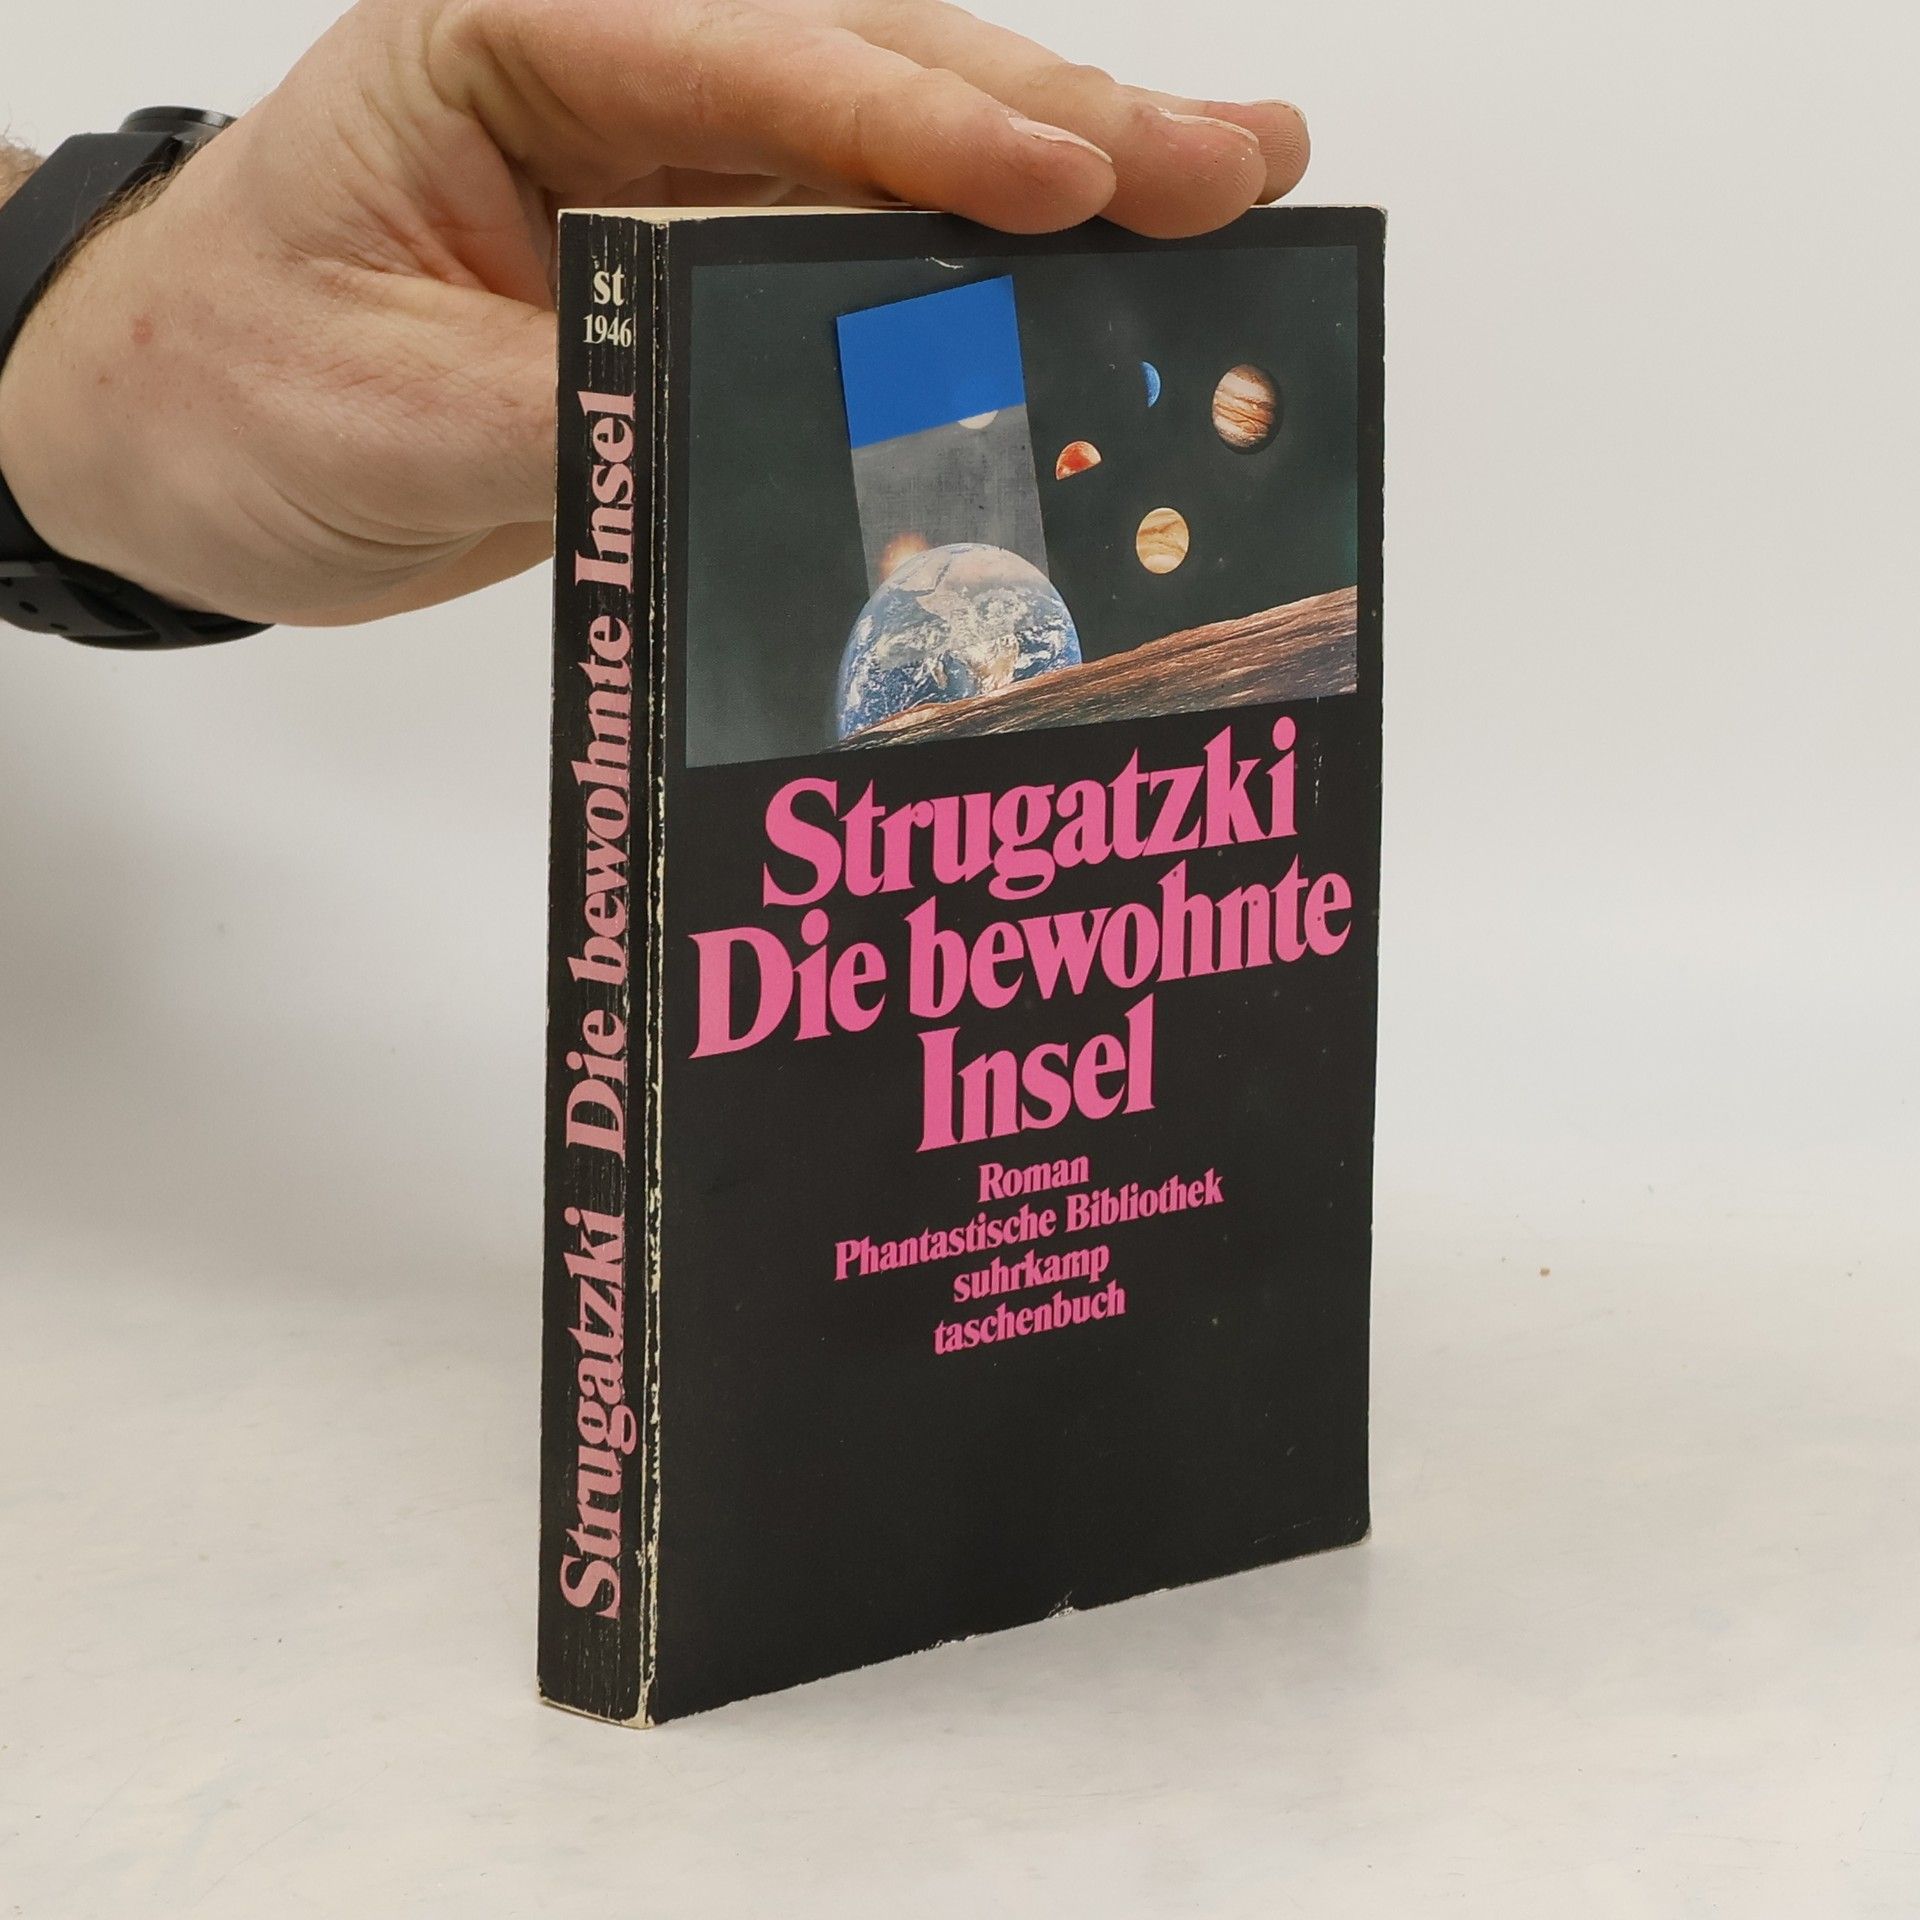 st
1946
Strugatzki Die bewohnte Insel
Strugatzki
Die bewohnte
Insel
Roman
Phantastische Bibliothek
suhrkamp
taschenbuch